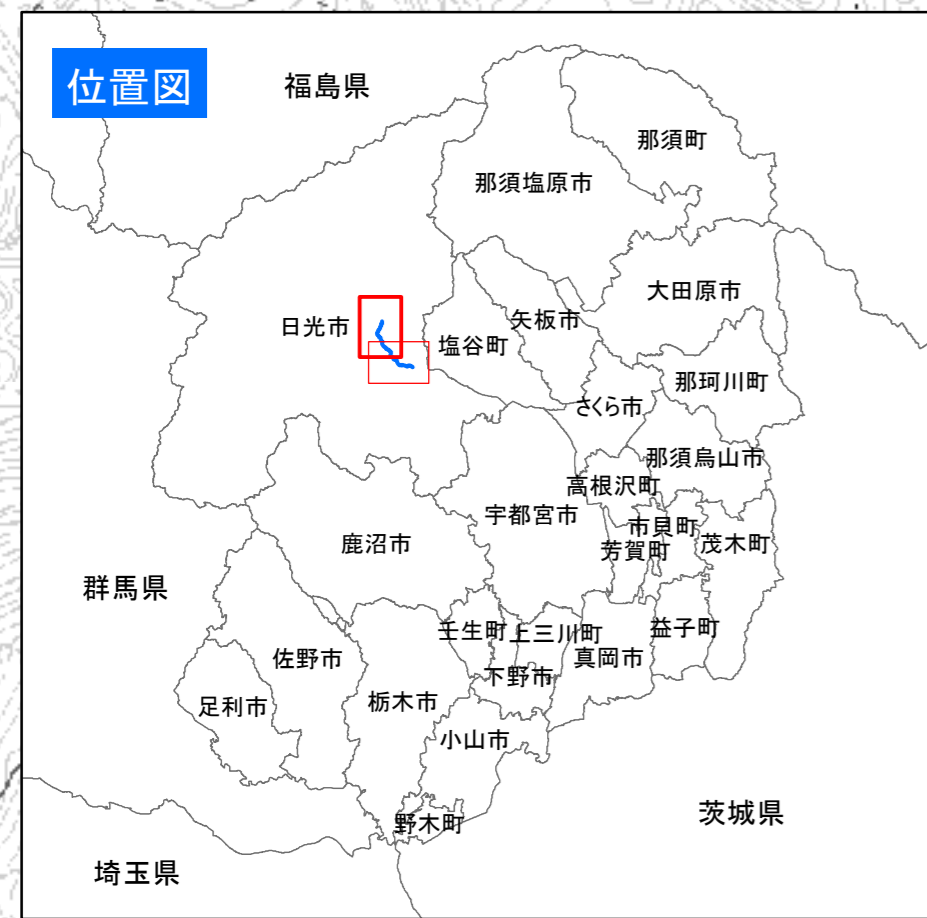 位置図
福島県
那須町
那須塩原市
大田原市
日光市
矢板市
塩谷町
那珂川町
さくら市
那須烏山市
高根沢町
宇都宮市
市貝町
鹿沼市
芳賀町
茂木町
群馬県
壬生町
上三川町
益子町
佐野市
真岡市
下野市
栃木市
足利市
小山市
茨城県
野木町
埼玉県